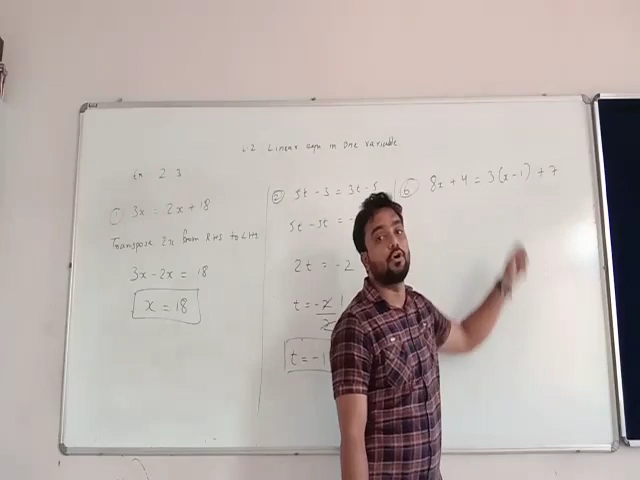 L-2 Linear eqn in One Variable
Ex 2.3
① 3x = 2x + 18
Transpose 2x from RHS to LHS
3x - 2x = 18
x = 18
② 5t - 3 = 3t - 5
5t - 3t = -
2t = -2
t = -2 1
2
t = -1
⑥ 8x + 4 = 3(x - 1) + 7